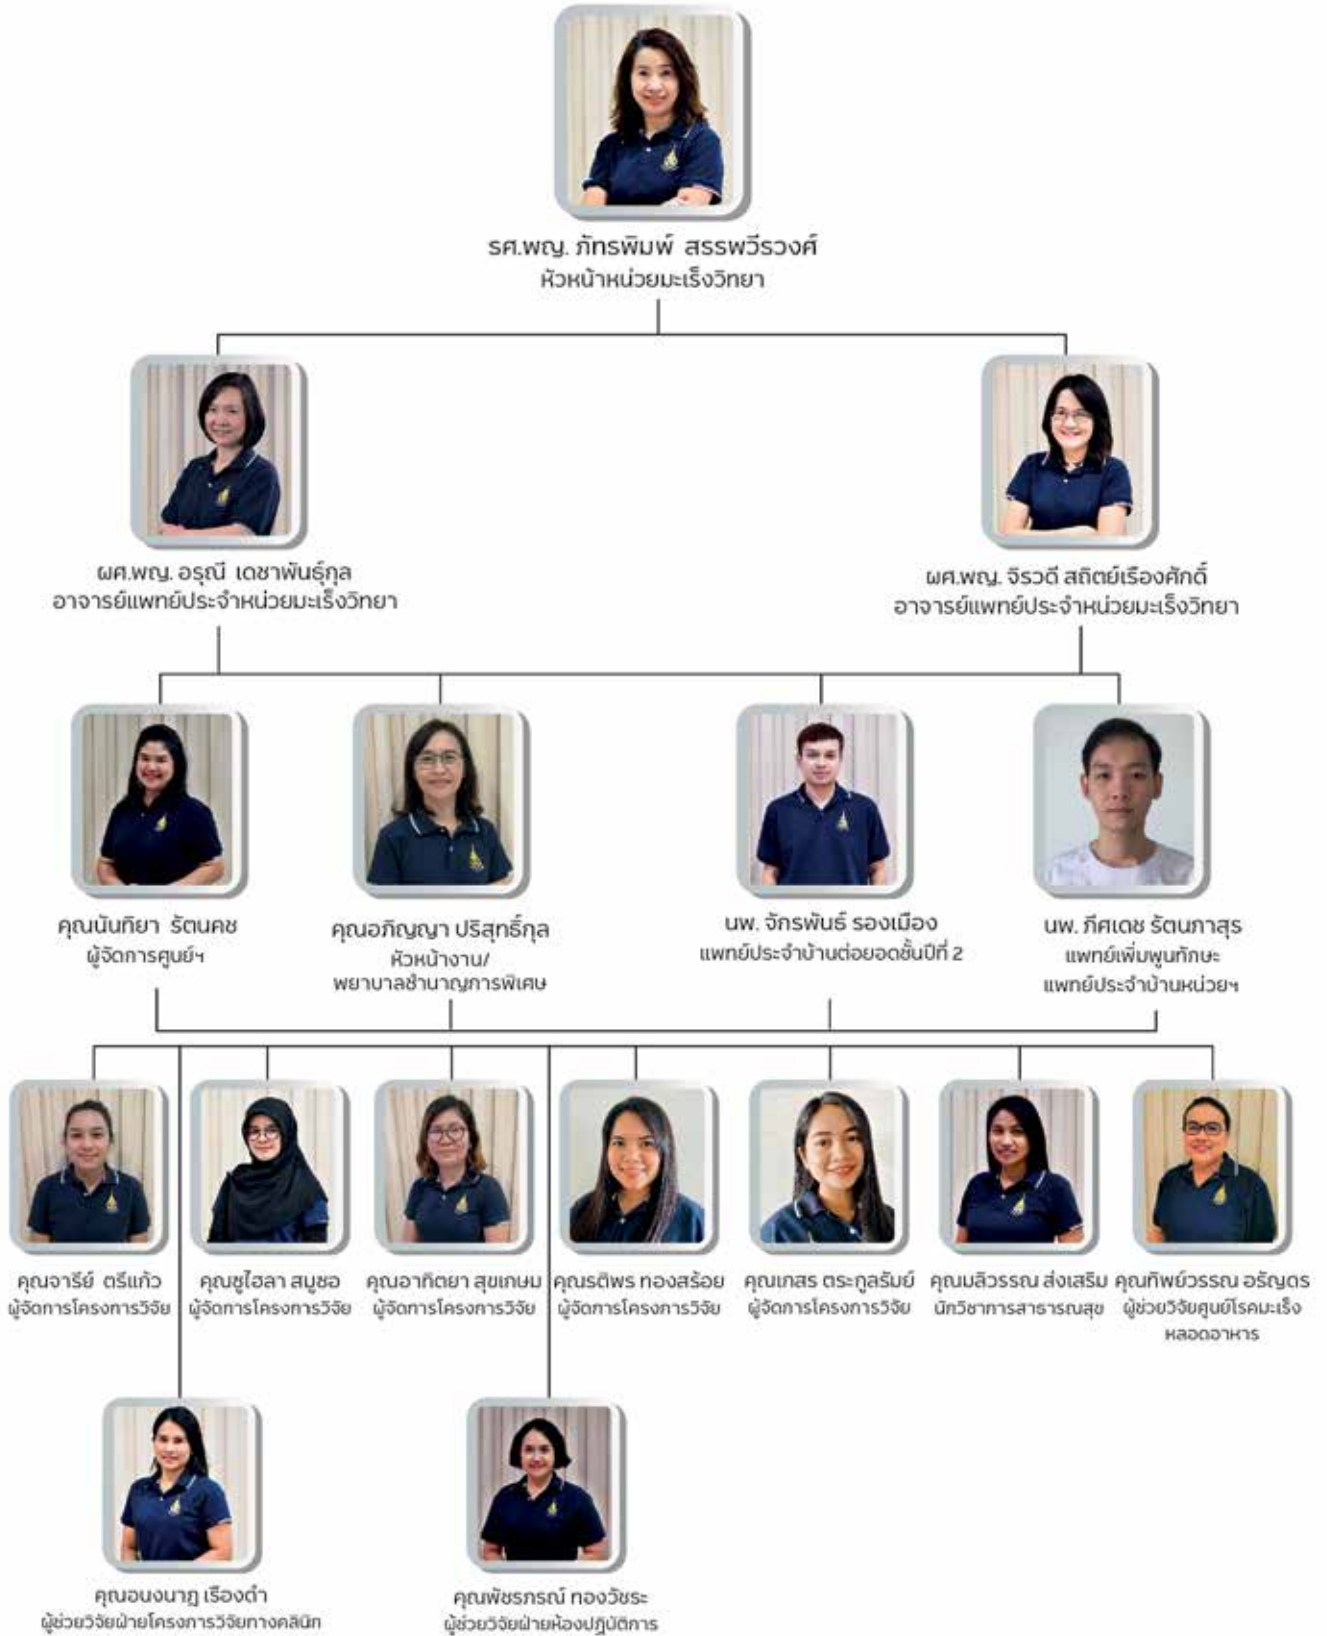 รศ.พญ. ภัทรพิมพ์ สรรพวีรวงศ์
หัวหน้าหน่วยมะเร็งวิทยา
ผศ.พญ. อรุณี เดชาพันธุ์กุล
อาจารย์แพทย์ประจำหน่วยมะเร็งวิทยา
ผศ.พญ. จิรวดี สถิตย์เรืองศักดิ์
อาจารย์แพทย์ประจำหน่วยมะเร็งวิทยา
คุณนันทิยา รัตนคช
ผู้จัดการศูนย์ฯ
คุณอภิญญา ปริสุทธิ์กุล
หัวหน้างาน/
พยาบาลชำนาญการพิเศษ
นพ. จักรพันธ์ รองเมือง
แพทย์ประจำบ้านต่อยอดชั้นปีที่ 2
นพ. ภีศเดช รัตนภาสุร
แพทย์เพิ่มพูนทักษะ
แพทย์ประจำบ้านหน่วยฯ
คุณจารีย์ ตรีแก้ว
ผู้จัดการโครงการวิจัย
คุณซูไฮลา สมูซอ
ผู้จัดการโครงการวิจัย
คุณอาทิตยา สุขเกษม
ผู้จัดการโครงการวิจัย
คุณรติพร ทองสร้อย
ผู้จัดการโครงการวิจัย
คุณเกสร ตระกูลรัมย์
ผู้จัดการโครงการวิจัย
คุณมลิวรรณ ส่งเสริม
นักวิชาการสาธารณสุข
คุณทิพย์วรรณ อรัญดร
ผู้ช่วยวิจัยศูนย์โรคมะเร็ง
หลอดอาหาร
คุณอนงนาฎ เรืองดำ
ผู้ช่วยวิจัยฝ่ายโครงการวิจัยทางคลินิก
คุณพัชรภรณ์ ทองวัชระ
ผู้ช่วยวิจัยฝ่ายห้องปฏิบัติการ